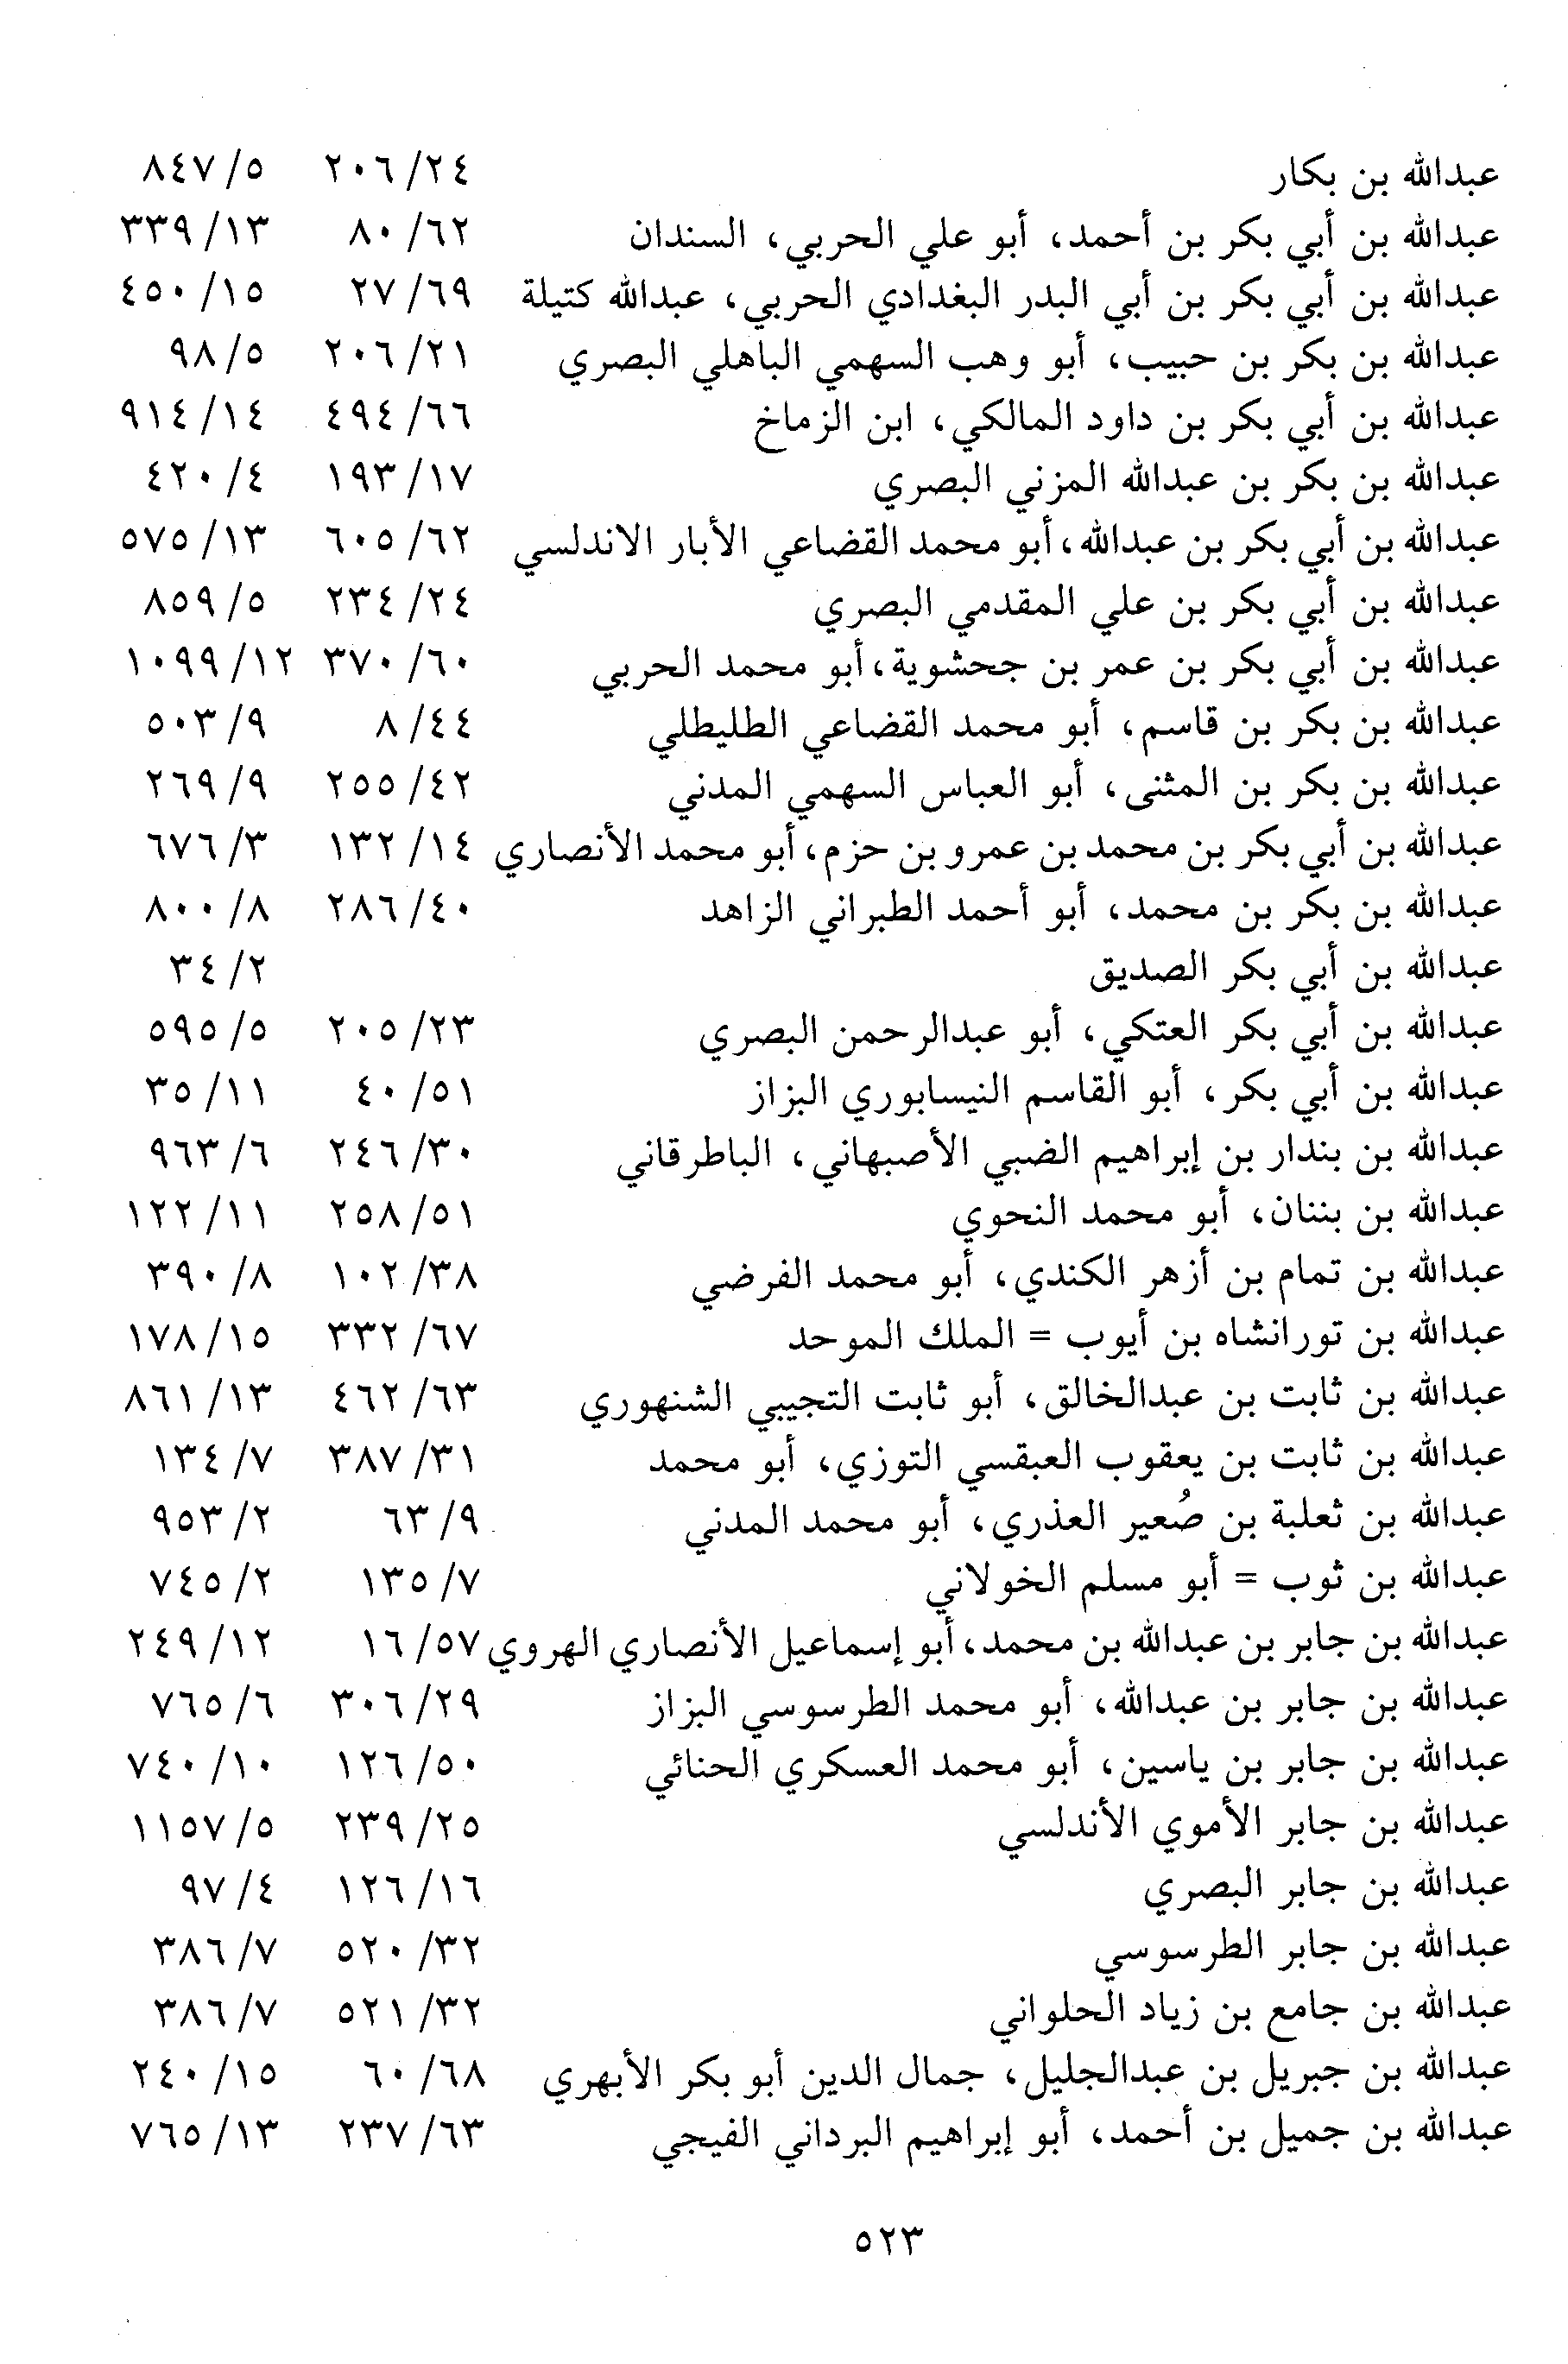 عبدالله بن بكار ٢٠٦/٢٤ ٨٤٧/٥
عبدالله بن أبي بكر بن أحمد، أبو علي الحربي، السندان ٨٠/٦٢ ٣٣٩/١٣
عبدالله بن أبي بكر بن أبي البدر البغدادي الحربي، عبدالله كتيلة ٢٧/٦٩ ٤٥٠/١٥
عبدالله بن بكر بن حبيب، أبو وهب السهمي الباهلي البصري ٢٠٦/٢١ ٩٨/٥
عبدالله بن أبي بكر بن داود المالكي، ابن الزماخ ٤٩٤/٦٦ ٩١٤/١٤
عبدالله بن بكر بن عبدالله المزني البصري ١٩٣/١٧ ٤٢٠/٤
عبدالله بن أبي بكر بن عبدالله، أبو محمد القضاعي الأبار الاندلسي ٦٠٥/٦٢ ٥٧٥/١٣
عبدالله بن أبي بكر بن علي المقدمي البصري ٢٣٤/٢٤ ٨٥٩/٥
عبدالله بن أبي بكر بن عمر بن جحشوية، أبو محمد الحربي ٣٧٠/٦٠ ١٠٩٩/١٢
عبدالله بن بكر بن قاسم، أبو محمد القضاعي الطليطلي ٨/٤٤ ٥٠٣/٩
عبدالله بن بكر بن المثنى، أبو العباس السهمي المدني ٢٥٥/٤٢ ٢٦٩/٩
عبدالله بن أبي بكر بن محمد بن عمرو بن حزم، أبو محمد الأنصاري ١٣٢/١٤ ٦٧٦/٣
عبدالله بن بكر بن محمد، أبو أحمد الطبراني الزاهد ٢٨٦/٤٠ ٨٠٠/٨
عبدالله بن أبي بكر الصديق ٣٤/٢
عبدالله بن أبي بكر العتكي، أبو عبدالرحمن البصري ٢٠٥/٢٣ ٥٩٥/٥
عبدالله بن أبي بكر، أبو القاسم النيسابوري البزاز ٤٠/٥١ ٣٥/١١
عبدالله بن بندار بن إبراهيم الضبي الأصبهاني، الباطرقاني ٢٤٦/٣٠ ٩٦٣/٦
عبدالله بن بننان، أبو محمد النحوي ٢٥٨/٥١ ١٢٢/١١
عبدالله بن تمام بن أزهر الكندي، أبو محمد الفرضي ١٠٢/٣٨ ٣٩٠/٨
عبدالله بن تورانشاه بن أيوب = الملك الموحد ٣٣٢/٦٧ ١٧٨/١٥
عبدالله بن ثابت بن عبدالخالق، أبو ثابت التجيبي الشنهوري ٤٦٢/٦٣ ٨٦١/١٣
عبدالله بن ثابت بن يعقوب العبقسي التوزي، أبو محمد ٣٨٧/٣١ ١٣٤/٧
عبدالله بن ثعلبة بن صُعير العذري، أبو محمد المدني ٦٣/٩ ٩٥٣/٢
عبدالله بن ثوب = أبو مسلم الخولاني ١٣٥/٧ ٧٤٥/٢
عبدالله بن جابر بن عبدالله بن محمد، أبو إسماعيل الأنصاري الهروي ١٦/٥٧ ٢٤٩/١٢
عبدالله بن جابر بن عبدالله، أبو محمد الطرسوسي البزاز ٣٠٦/٢٩ ٧٦٥/٦
عبدالله بن جابر بن ياسين، أبو محمد العسكري الحنائي ١٢٦/٥٠ ٧٤٠/١٠
عبدالله بن جابر الأموي الأندلسي ٢٣٩/٢٥ ١١٥٧/٥
عبدالله بن جابر البصري ١٢٦/١٦ ٩٧/٤
عبدالله بن جابر الطرسوسي ٥٢٠/٣٢ ٣٨٦/٧
عبدالله بن جامع بن زياد الحلواني ٥٢١/٣٢ ٣٨٦/٧
عبدالله بن جبريل بن عبدالجليل، جمال الدين أبو بكر الأبهري ٦٠/٦٨ ٢٤٠/١٥
عبدالله بن جميل بن أحمد، أبو إبراهيم البرداني الفيجي ٢٣٧/٦٣ ٧٦٥/١٣
٥٢٣